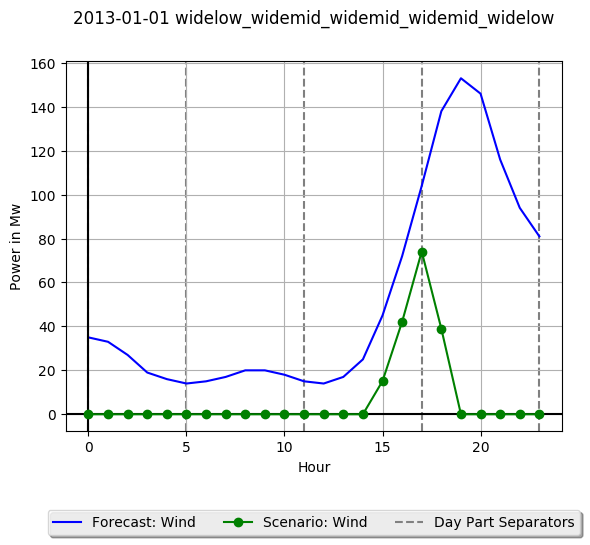 2013-01-01 widelow_widemid_widemid_widemid_widelow
160
140
120
100
80
60
40
20
0
Power in Mw
0 5 10 15 20
Hour
Forecast: Wind Scenario: Wind Day Part Separators